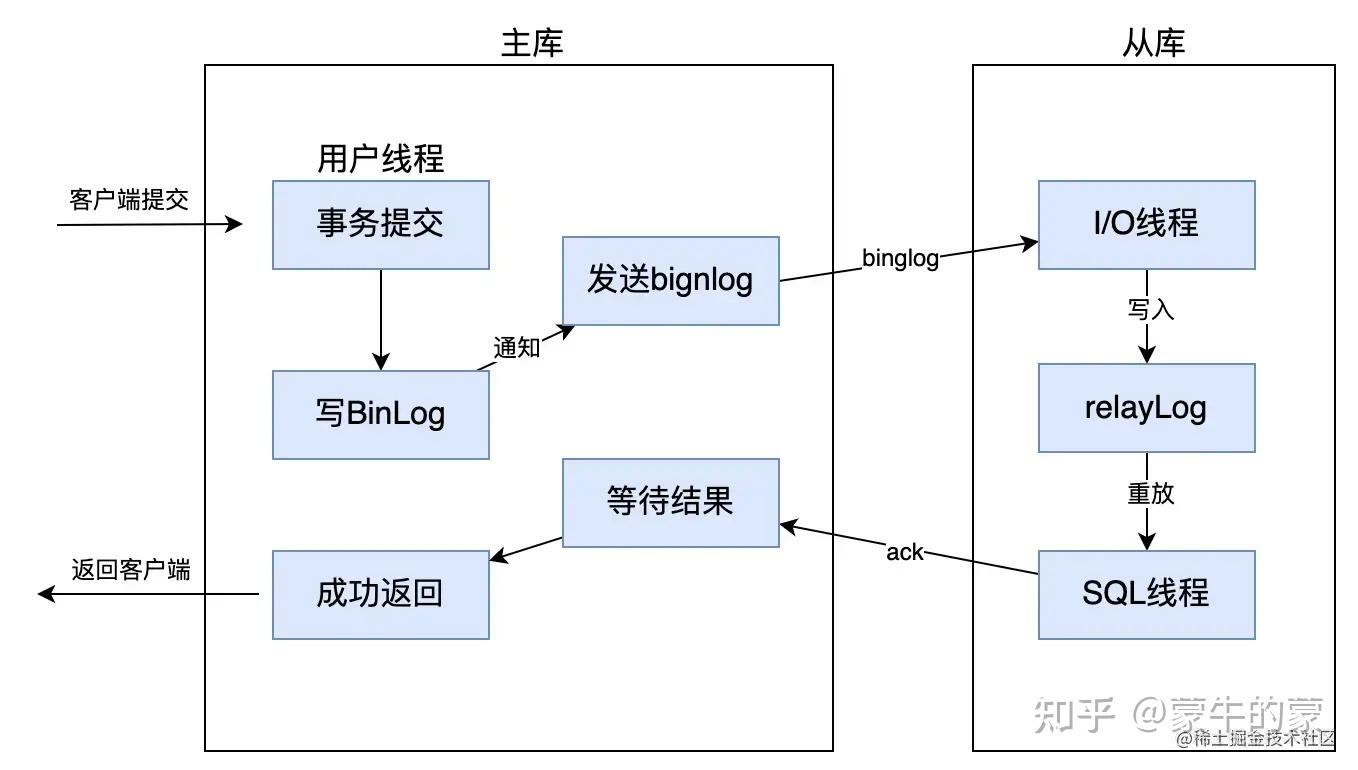 主库
从库
用户线程
客户端提交
事务提交
I/O线程
发送bignlog
binglog
写入
通知
写BinLog
relayLog
重放
等待结果
ack
返回客户端
成功返回
SQL线程
知乎 @蒙牛的蒙
@稀土掘金技术社区